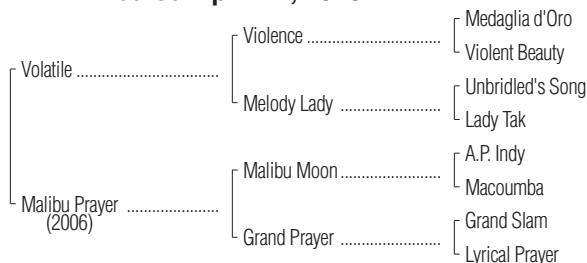 Medaglia d'Oro
Violence
Violent Beauty
Volatile
Unbridled's Song
Melody Lady
Lady Tak
A.P. Indy
Malibu Moon
Macoumba
Malibu Prayer
(2006)
Grand Slam
Grand Prayer
Lyrical Prayer